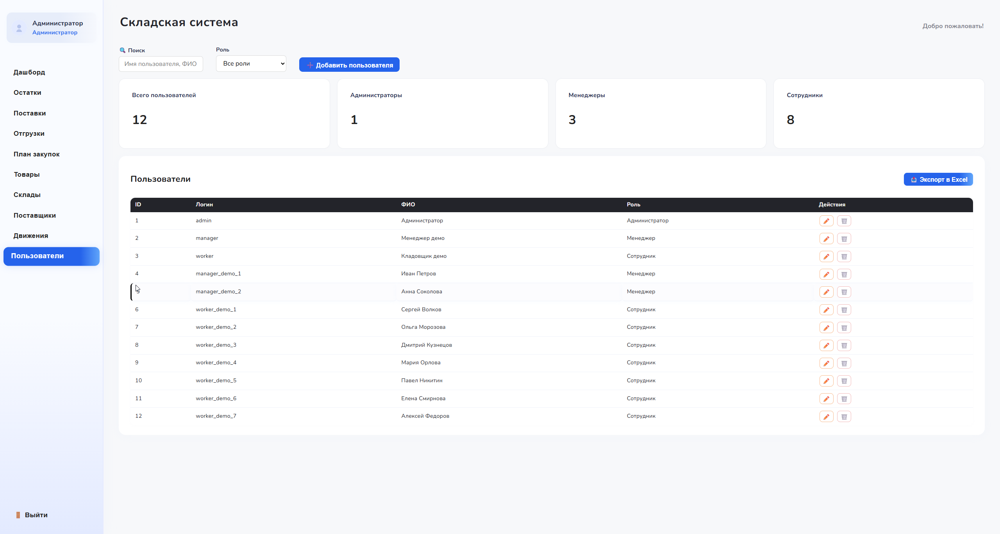 Администратор
Администратор
Дашборд
Остатки
Поставки
Отгрузки
План закупок
Товары
Склады
Поставщики
Движения
Пользователи
Выйти
Складская система
Добро пожаловать!
Поиск
Имя пользователя, ФИО
Роль
Все роли
Добавить пользователя
Всего пользователей
12
Администраторы
1
Менеджеры
3
Сотрудники
8
Пользователи
Экспорт в Excel
ID Логин ФИО Роль Действия
1 admin Администратор Администратор
2 manager Менеджер демо Менеджер
3 worker Кладовщик демо Сотрудник
4 manager_demo_1 Иван Петров Менеджер
5 manager_demo_2 Анна Соколова Менеджер
6 worker_demo_1 Сергей Волков Сотрудник
7 worker_demo_2 Ольга Морозова Сотрудник
8 worker_demo_3 Дмитрий Кузнецов Сотрудник
9 worker_demo_4 Мария Орлова Сотрудник
10 worker_demo_5 Павел Никитин Сотрудник
11 worker_demo_6 Елена Смирнова Сотрудник
12 worker_demo_7 Алексей Федоров Сотрудник